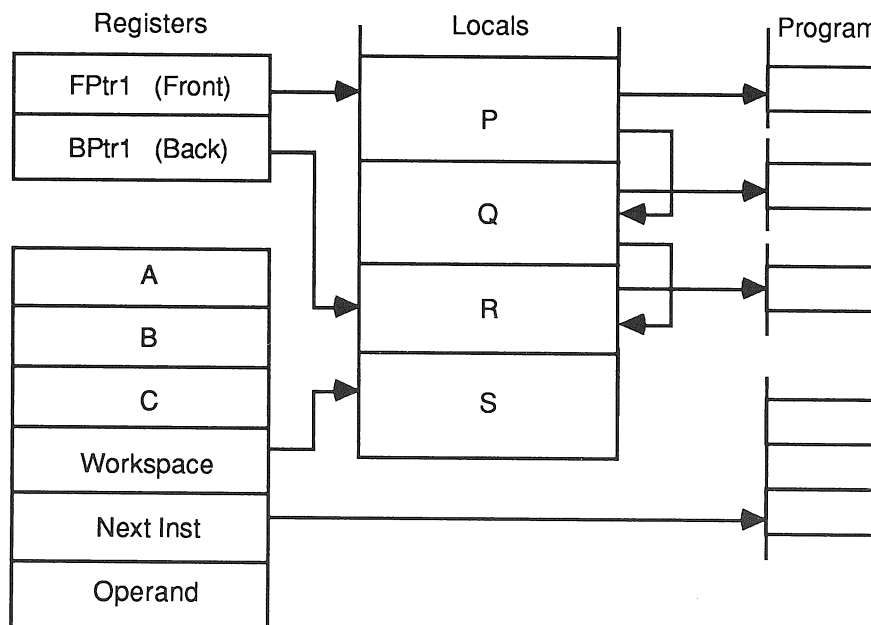 Registers
Locals
Program
FPtr1 (Front)
BPtr1 (Back)
P
Q
R
S
A
B
C
Workspace
Next Inst
Operand